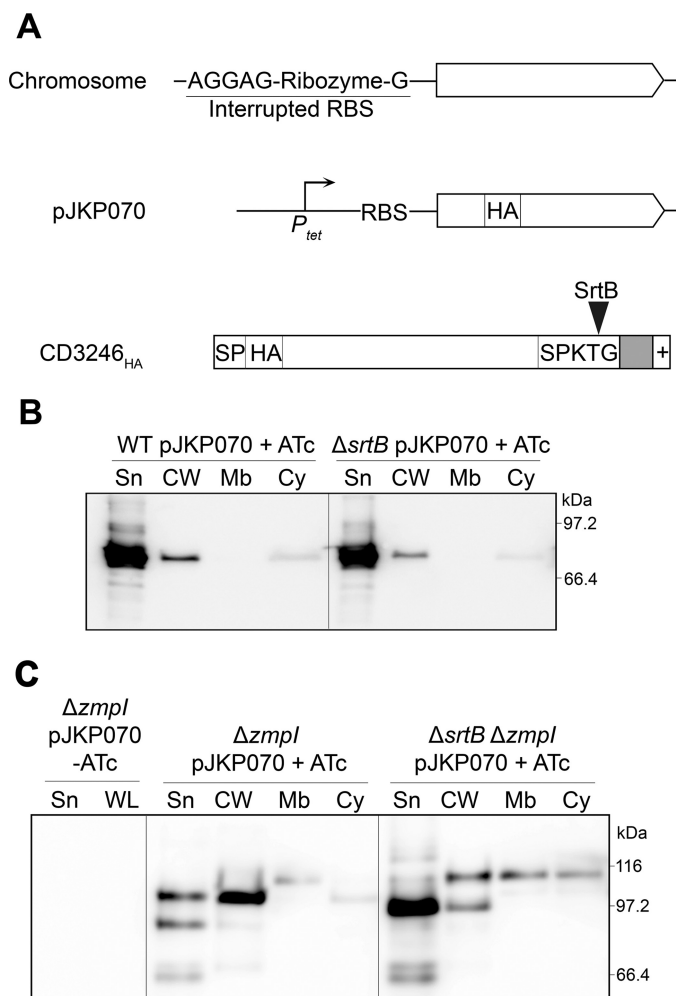 A
Chromosome
AGGAG-Ribozyme-G
Interrupted RBS
pJKP070
P tet
RBS
HA
SrtB
CD3246HA
SP HA
SPKTG
+
B
WT pJKP070 + ATc
ΔsrtB pJKP070 + ATc
Sn CW Mb Cy Sn CW Mb Cy
kDa
97.2
66.4
C
ΔzmpI
pJKP070
-ATc
ΔzmpI
pJKP070 + ATc
ΔsrtB ΔzmpI
pJKP070 + ATc
Sn WL Sn CW Mb Cy Sn CW Mb Cy
kDa
116
97.2
66.4